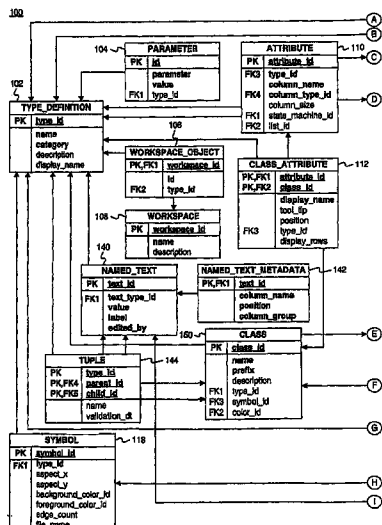 100
A
B
104
PARAMETER
PK id
parameter
value
FK1 type_id
ATTRIBUTE
110
PK attribute_id
FK3 type_id
column_name
FK4 column_type_id
column_size
FK1 state_machine_id
FK2 list_id
C
D
102
TYPE_DEFINITION
PK type_id
name
category
description
display_name
106
WORKSPACE_OBJECT
PK,FK1 workspace_id
id
FK2 type_id
CLASS_ATTRIBUTE
112
PK,FK1 attribute_id
PK,FK2 class_id
display_name
tool_tip
position
FK3 type_id
display_rows
108
WORKSPACE
PK workspace_id
name
description
140
NAMED_TEXT
PK text_id
FK1 text_type_id
value
label
edited_by
NAMED_TEXT_METADATA
142
PK,FK1 text_id
column_name
position
column_group
150
CLASS
PK class_id
name
prefix
description
FK1 type_id
FK3 symbol_id
FK2 color_id
E
F
TUPLE
144
PK type_id
PK,FK4 parent_id
PK,FK5 child_id
name
validation_dt
G
SYMBOL
118
PK symbol_id
FK1 type_id
aspect_x
aspect_y
background_color_id
foreground_color_id
edge_count
file_name
H
I